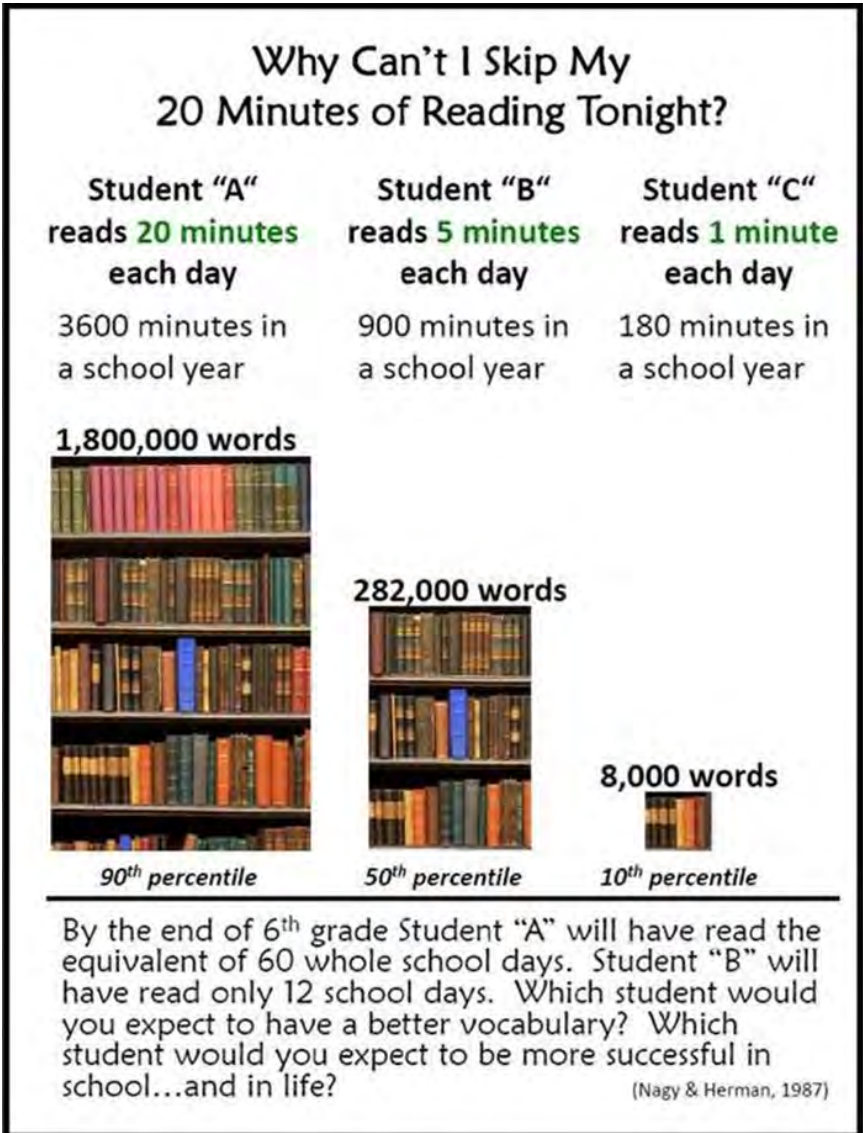 Why Can't I Skip My
20 Minutes of Reading Tonight?
Student “A“
reads 20 minutes
each day
3600 minutes in
a school year
1,800,000 words
90th percentile
Student “B“
reads 5 minutes
each day
900 minutes in
a school year
282,000 words
50th percentile
Student “C“
reads 1 minute
each day
180 minutes in
a school year
8,000 words
10th percentile
By the end of 6th grade Student “A” will have read the
equivalent of 60 whole school days. Student “B” will
have read only 12 school days. Which student would
you expect to have a better vocabulary? Which
student would you expect to be more successful in
school...and in life?
(Nagy & Herman, 1987)